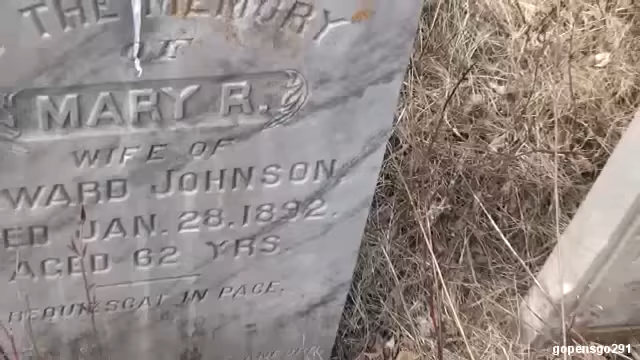 THE MEMORY
OF
MARY R.
WIFE OF
WARD JOHNSON.
ED JAN. 28. 1892.
AGED 62 YRS.
REQUIESCAT IN PACE.
gopensgo291